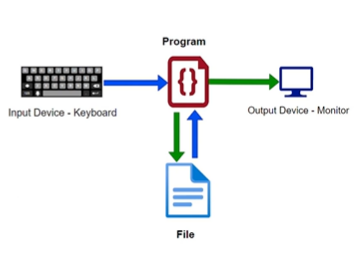 Program
{}
Input Device - Keyboard
Output Device - Monitor
File